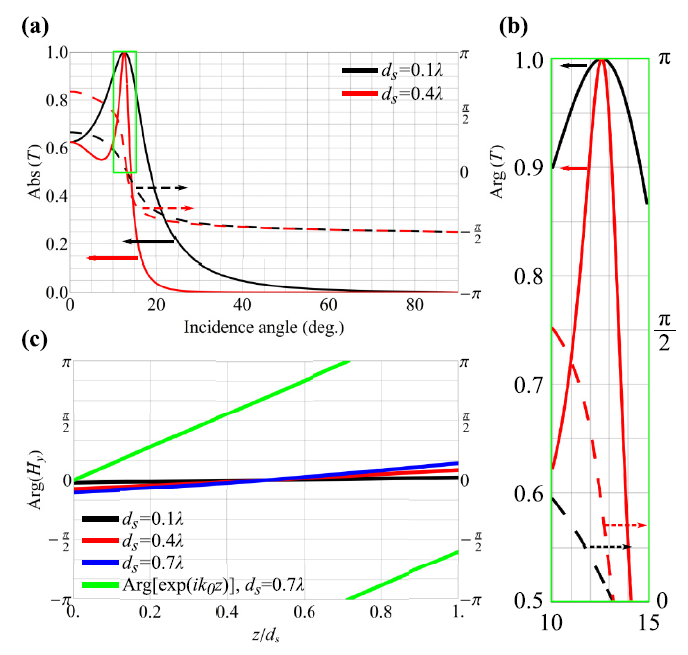 (a)
1.0
0.8
0.6
0.4
0.2
0.0
Abs(T)
π
π/2
0
−π/2
−π
d_s=0.1λ
d_s=0.4λ
0
20
40
60
80
Incidence angle (deg.)
(b)
1.0
0.9
0.8
0.7
0.6
0.5
Arg(T)
π
π/2
0
10
15
(c)
π
π/2
0
−π/2
−π
Arg(H_y)
π
π/2
0
−π/2
−π
d_s=0.1λ
d_s=0.4λ
d_s=0.7λ
Arg[exp(ik_0z)], d_s=0.7λ
0.0
0.2
0.4
0.6
0.8
1.
z/d_s